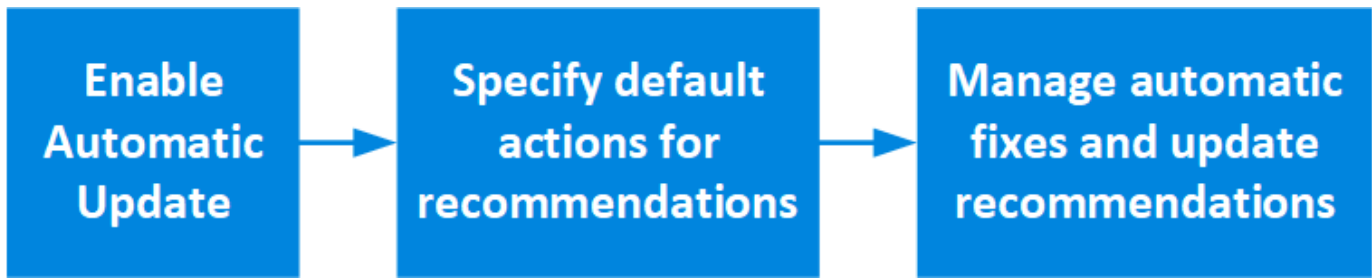 Enable
Automatic
Update
Specify default
actions for
recommendations
Manage automatic
fixes and update
recommendations